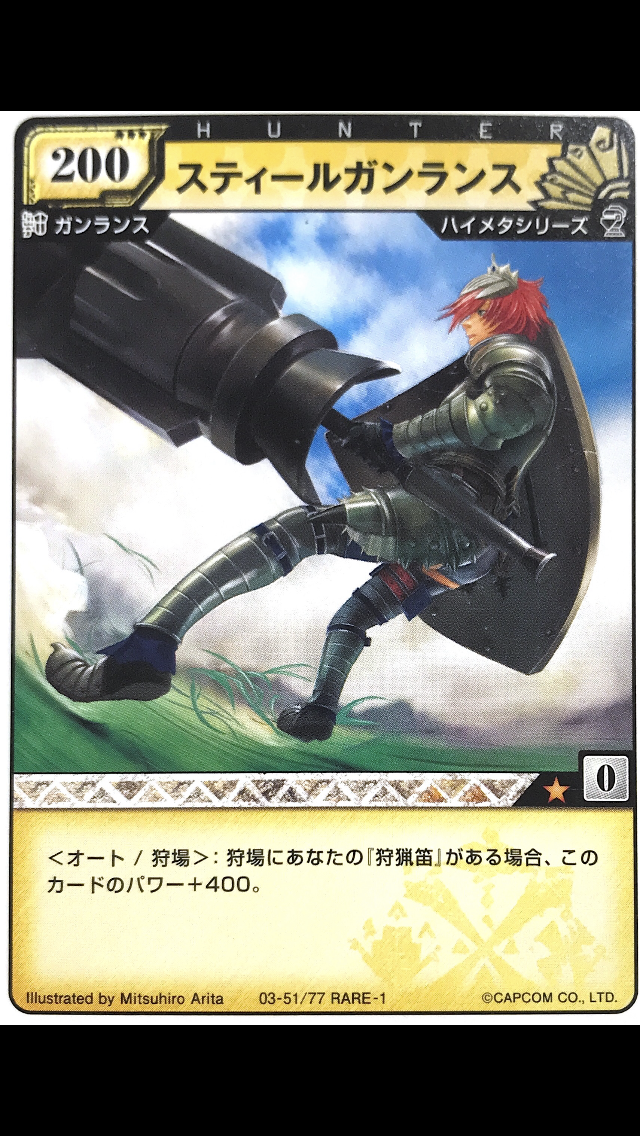 HUNTER
200
スティールガンランス
ガンランス
ハイメタシリーズ
0
<オート / 狩場>：狩場にあなたの『狩猟笛』がある場合、この
カードのパワー＋400。
Illustrated by Mitsuhiro Arita 03-51/77 RARE-1 ©CAPCOM CO., LTD.